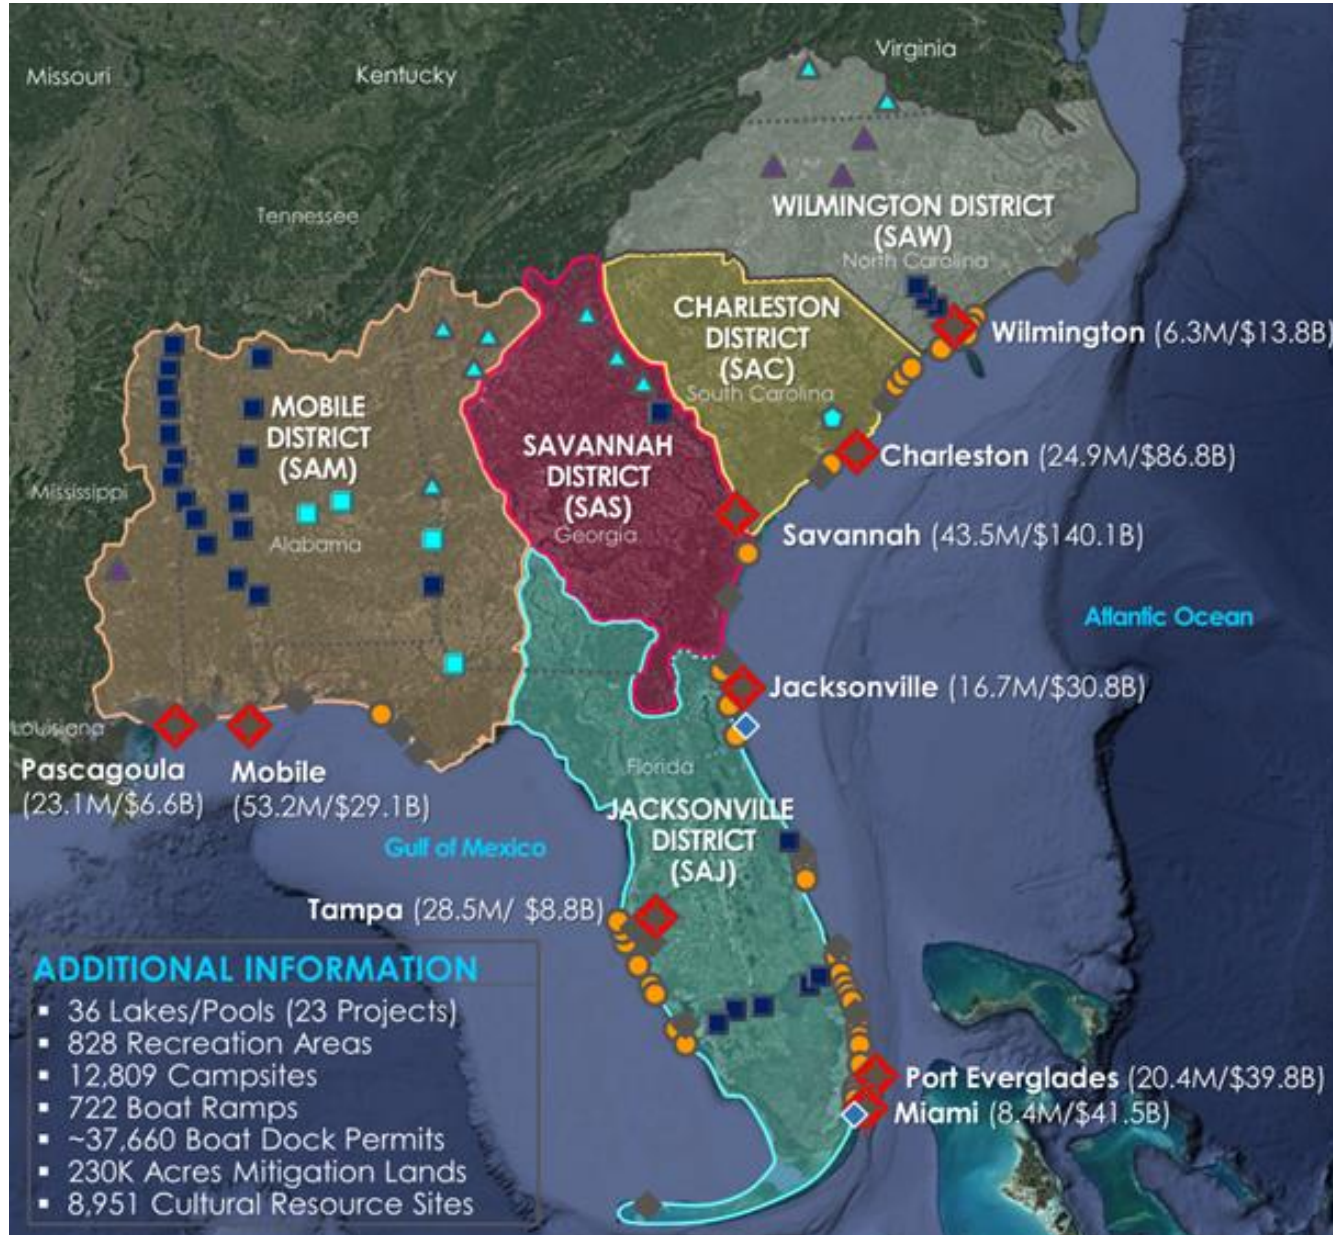 Missouri
Kentucky
Virginia
Tennessee
WILMINGTON DISTRICT
(SAW)
North Carolina
CHARLESTON
DISTRICT
(SAC)
South Carolina
Wilmington (6.3M/$13.8B)
MOBILE
DISTRICT
(SAM)
SAVANNAH
DISTRICT
(SAS)
Georgia
Charleston (24.9M/$86.8B)
Mississippi
Alabama
Savannah (43.5M/$140.1B)
Atlantic Ocean
Jacksonville (16.7M/$30.8B)
Louisiana
Pascagoula
(23.1M/$6.6B)
Mobile
(53.2M/$29.1B)
Florida
JACKSONVILLE
DISTRICT
(SAJ)
Gulf of Mexico
Tampa (28.5M/ $8.8B)
ADDITIONAL INFORMATION
▪ 36 Lakes/Pools (23 Projects)
▪ 828 Recreation Areas
▪ 12,809 Campsites
▪ 722 Boat Ramps
▪ ~37,660 Boat Dock Permits
▪ 230K Acres Mitigation Lands
▪ 8,951 Cultural Resource Sites
Port Everglades (20.4M/$39.8B)
Miami (8.4M/$41.5B)